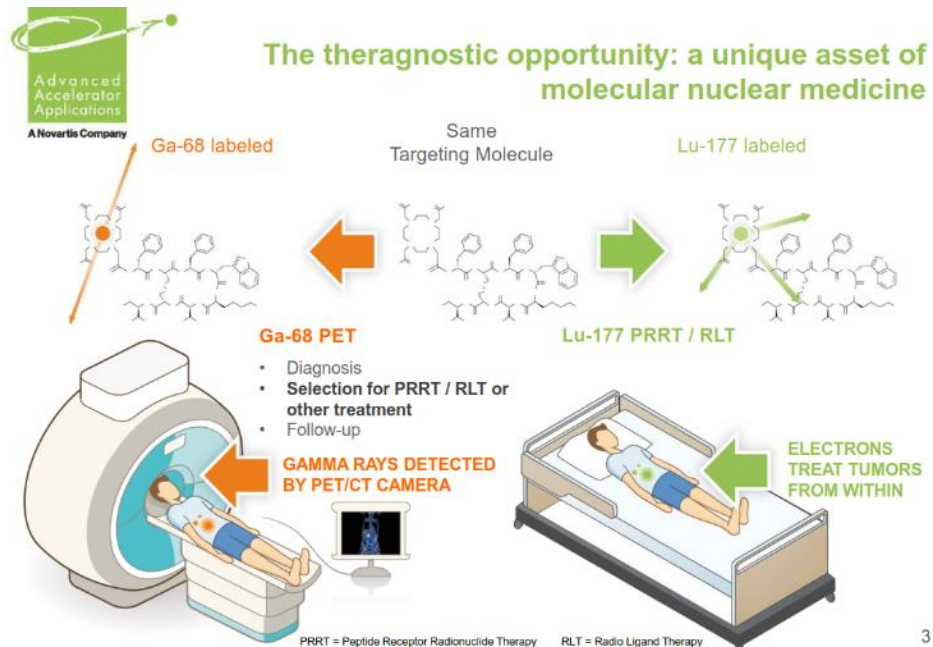 Advanced
Accelerator
Applications
A Novartis Company
The theragnostic opportunity: a unique asset of
molecular nuclear medicine
Ga-68 labeled
Same
Targeting Molecule
Lu-177 labeled
Ga-68 PET
• Diagnosis
• Selection for PRRT / RLT or
other treatment
• Follow-up
GAMMA RAYS DETECTED
BY PET/CT CAMERA
Lu-177 PRRT / RLT
ELECTRONS
TREAT TUMORS
FROM WITHIN
PRRT = Peptide Receptor Radionuclide Therapy RLT = Radio Ligand Therapy
3